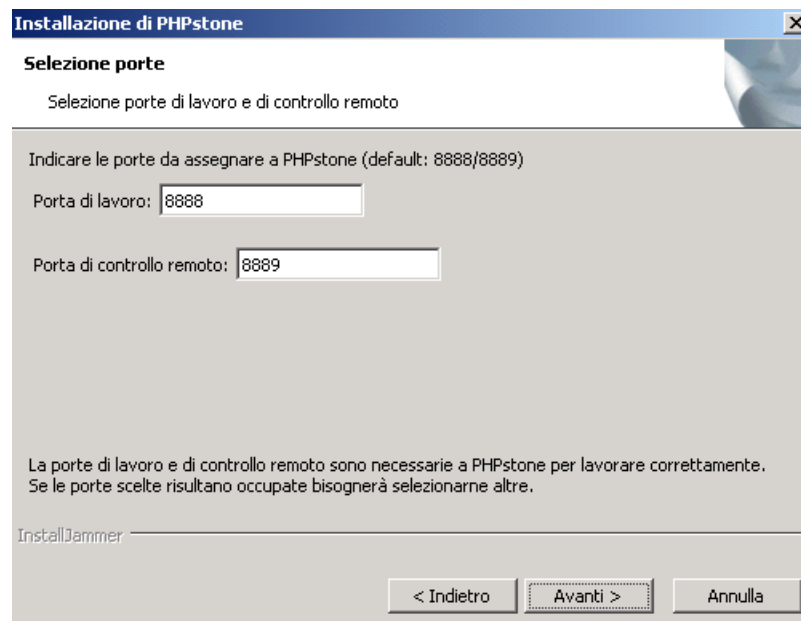 Installazione di PHPstone
Selezione porte
Selezione porte di lavoro e di controllo remoto
Indicare le porte da assegnare a PHPstone (default: 8888/8889)
Porta di lavoro: 8888
Porta di controllo remoto: 8889
La porte di lavoro e di controllo remoto sono necessarie a PHPstone per lavorare correttamente.
Se le porte scelte risultano occupate bisognerà selezionarne altre.
InstallJammer
< Indietro Avanti > Annulla